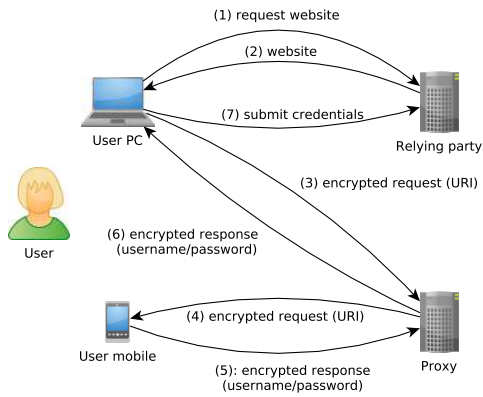 (1) request website
(2) website
(7) submit credentials
User PC
Relying party
(3) encrypted request (URI)
(6) encrypted response
(username/password)
User
(4) encrypted request (URI)
User mobile
Proxy
(5): encrypted response
(username/password)